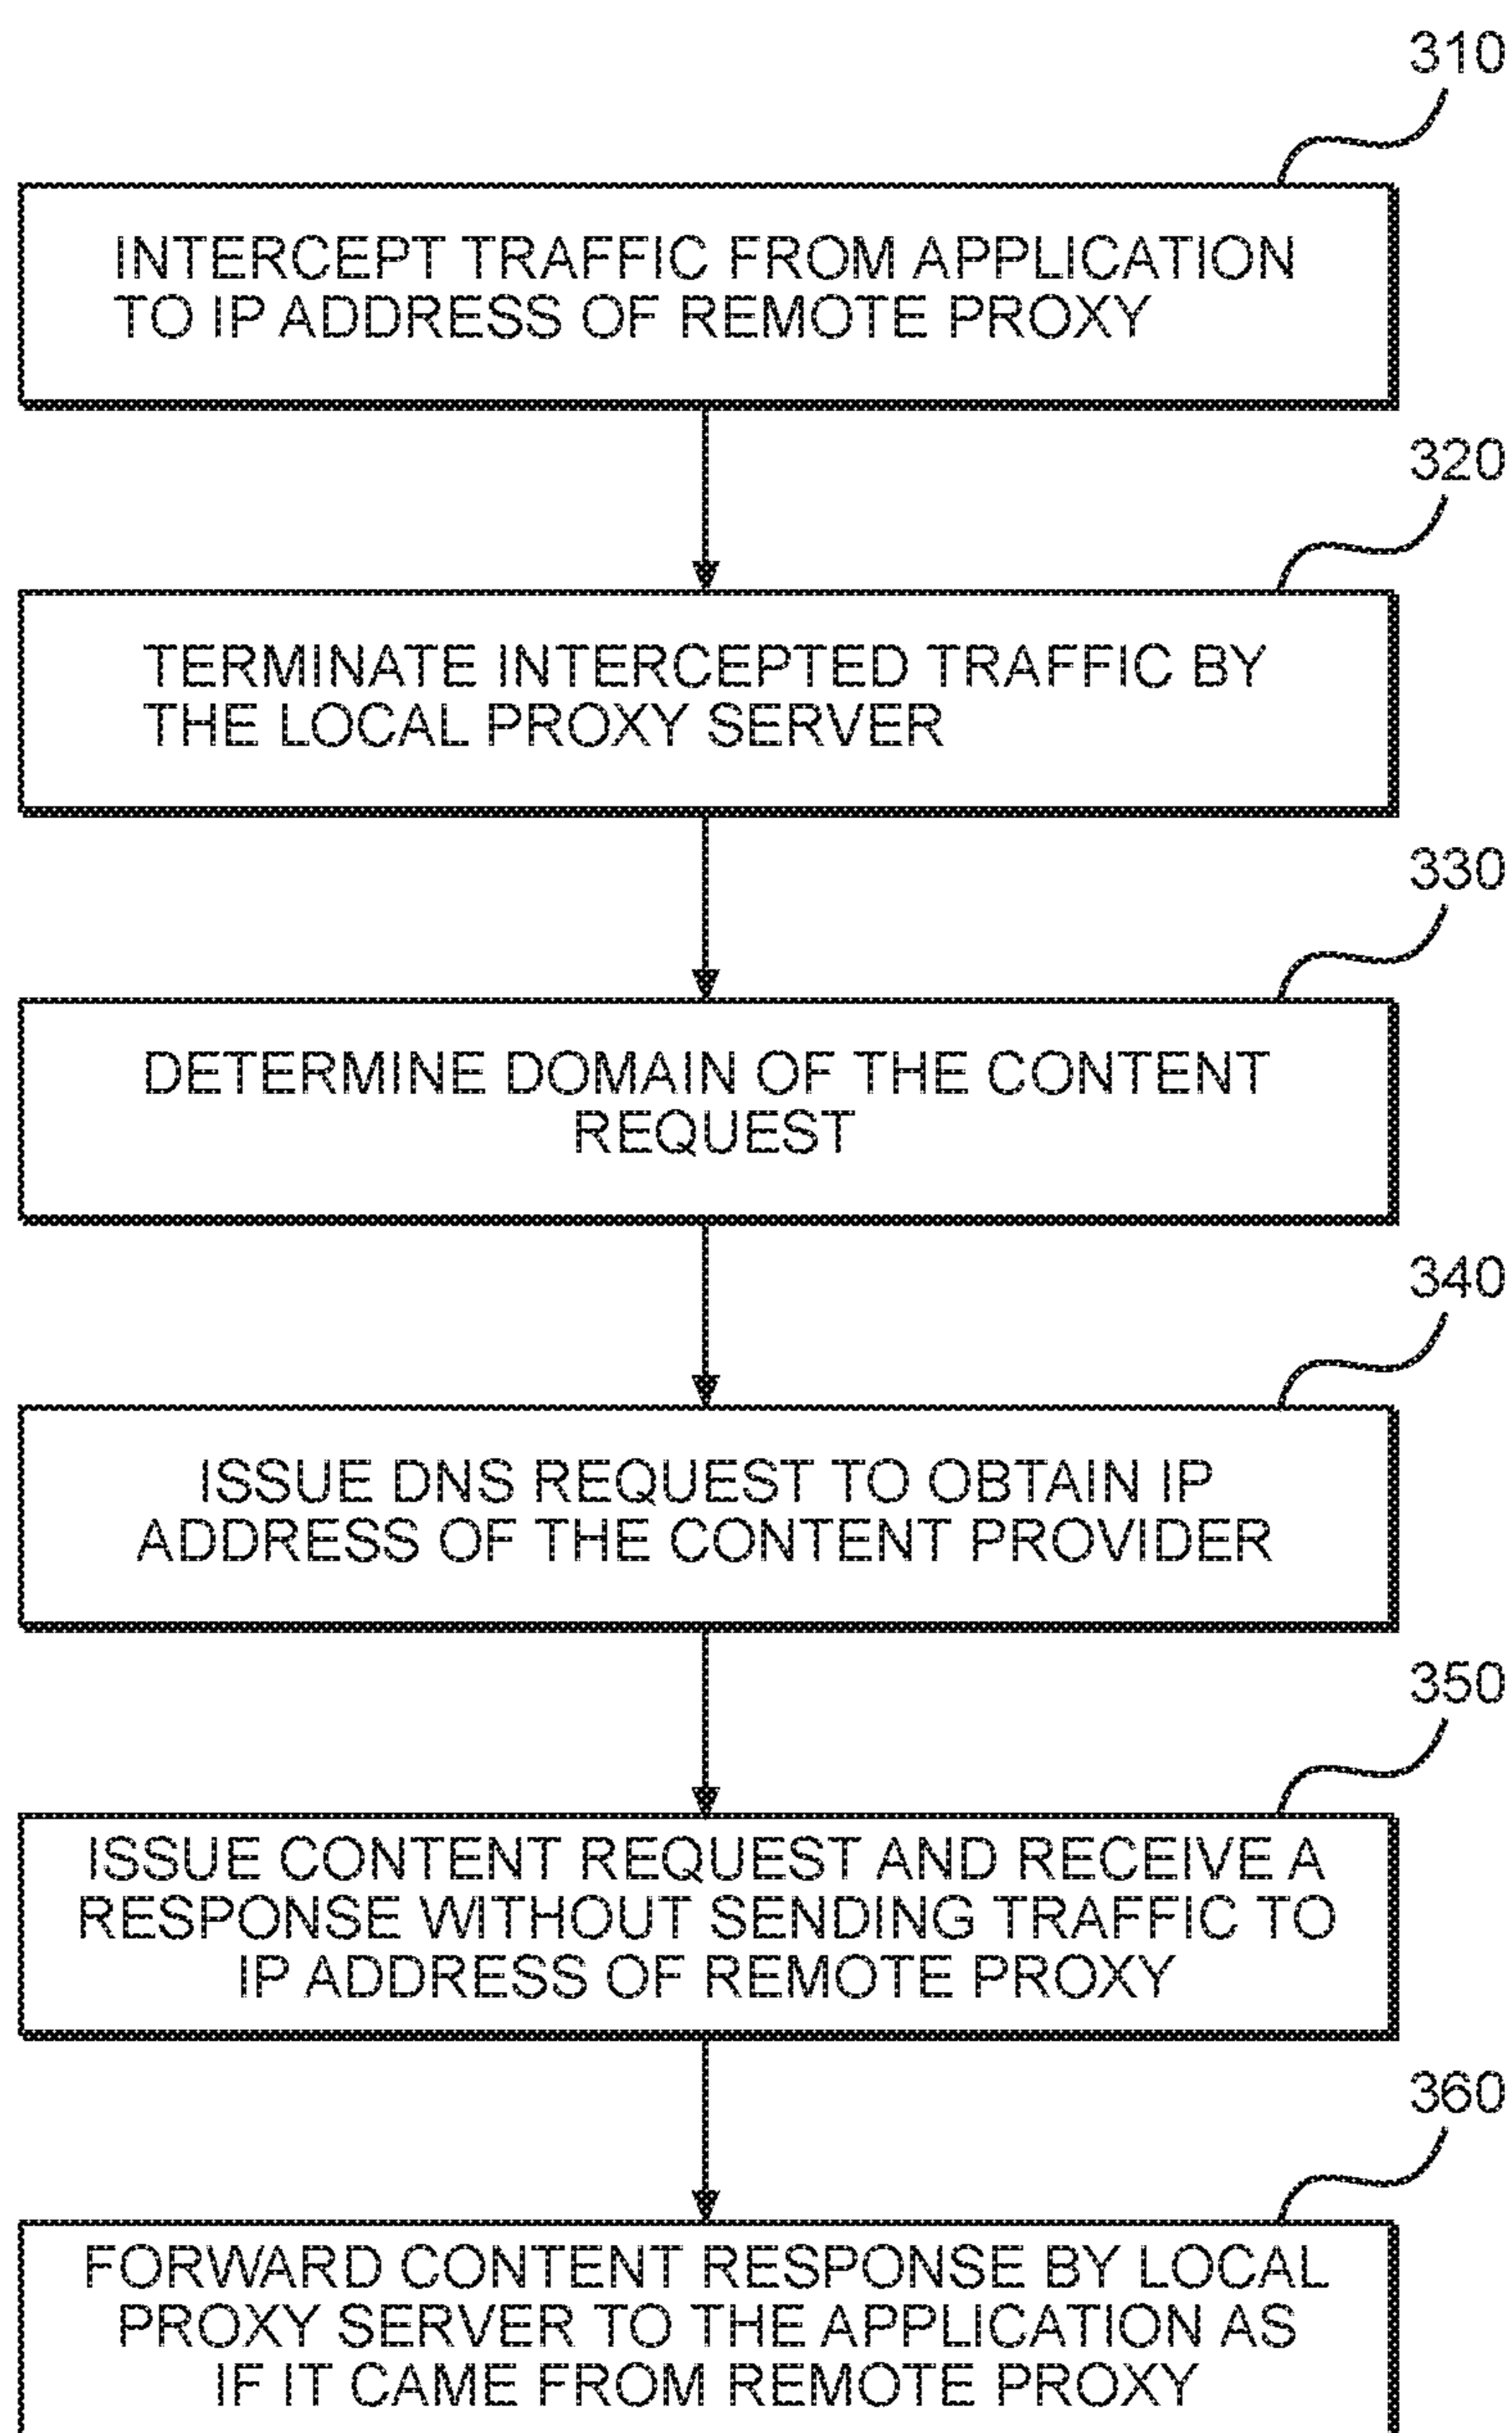 310
INTERCEPT TRAFFIC FROM APPLICATION
TO IP ADDRESS OF REMOTE PROXY
320
TERMINATE INTERCEPTED TRAFFIC BY
THE LOCAL PROXY SERVER
330
DETERMINE DOMAIN OF THE CONTENT
REQUEST
340
ISSUE DNS REQUEST TO OBTAIN IP
ADDRESS OF THE CONTENT PROVIDER
350
ISSUE CONTENT REQUEST AND RECEIVE A
RESPONSE WITHOUT SENDING TRAFFIC TO
IP ADDRESS OF REMOTE PROXY
360
FORWARD CONTENT RESPONSE BY LOCAL
PROXY SERVER TO THE APPLICATION AS
IF IT CAME FROM REMOTE PROXY